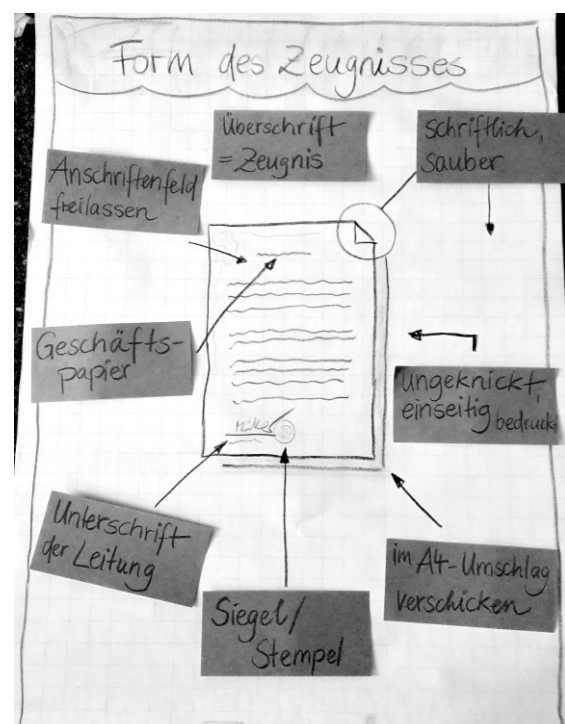 Form des Zeugnisses
Überschrift
= Zeugnis
schriftlich,
sauber
Anschriftenfeld
freilassen
Geschäfts-
papier
ungeknickt,
einseitig bedruckt
Unterschrift
der Leitung
im A4-Umschlag
verschicken
Siegel/
Stempel